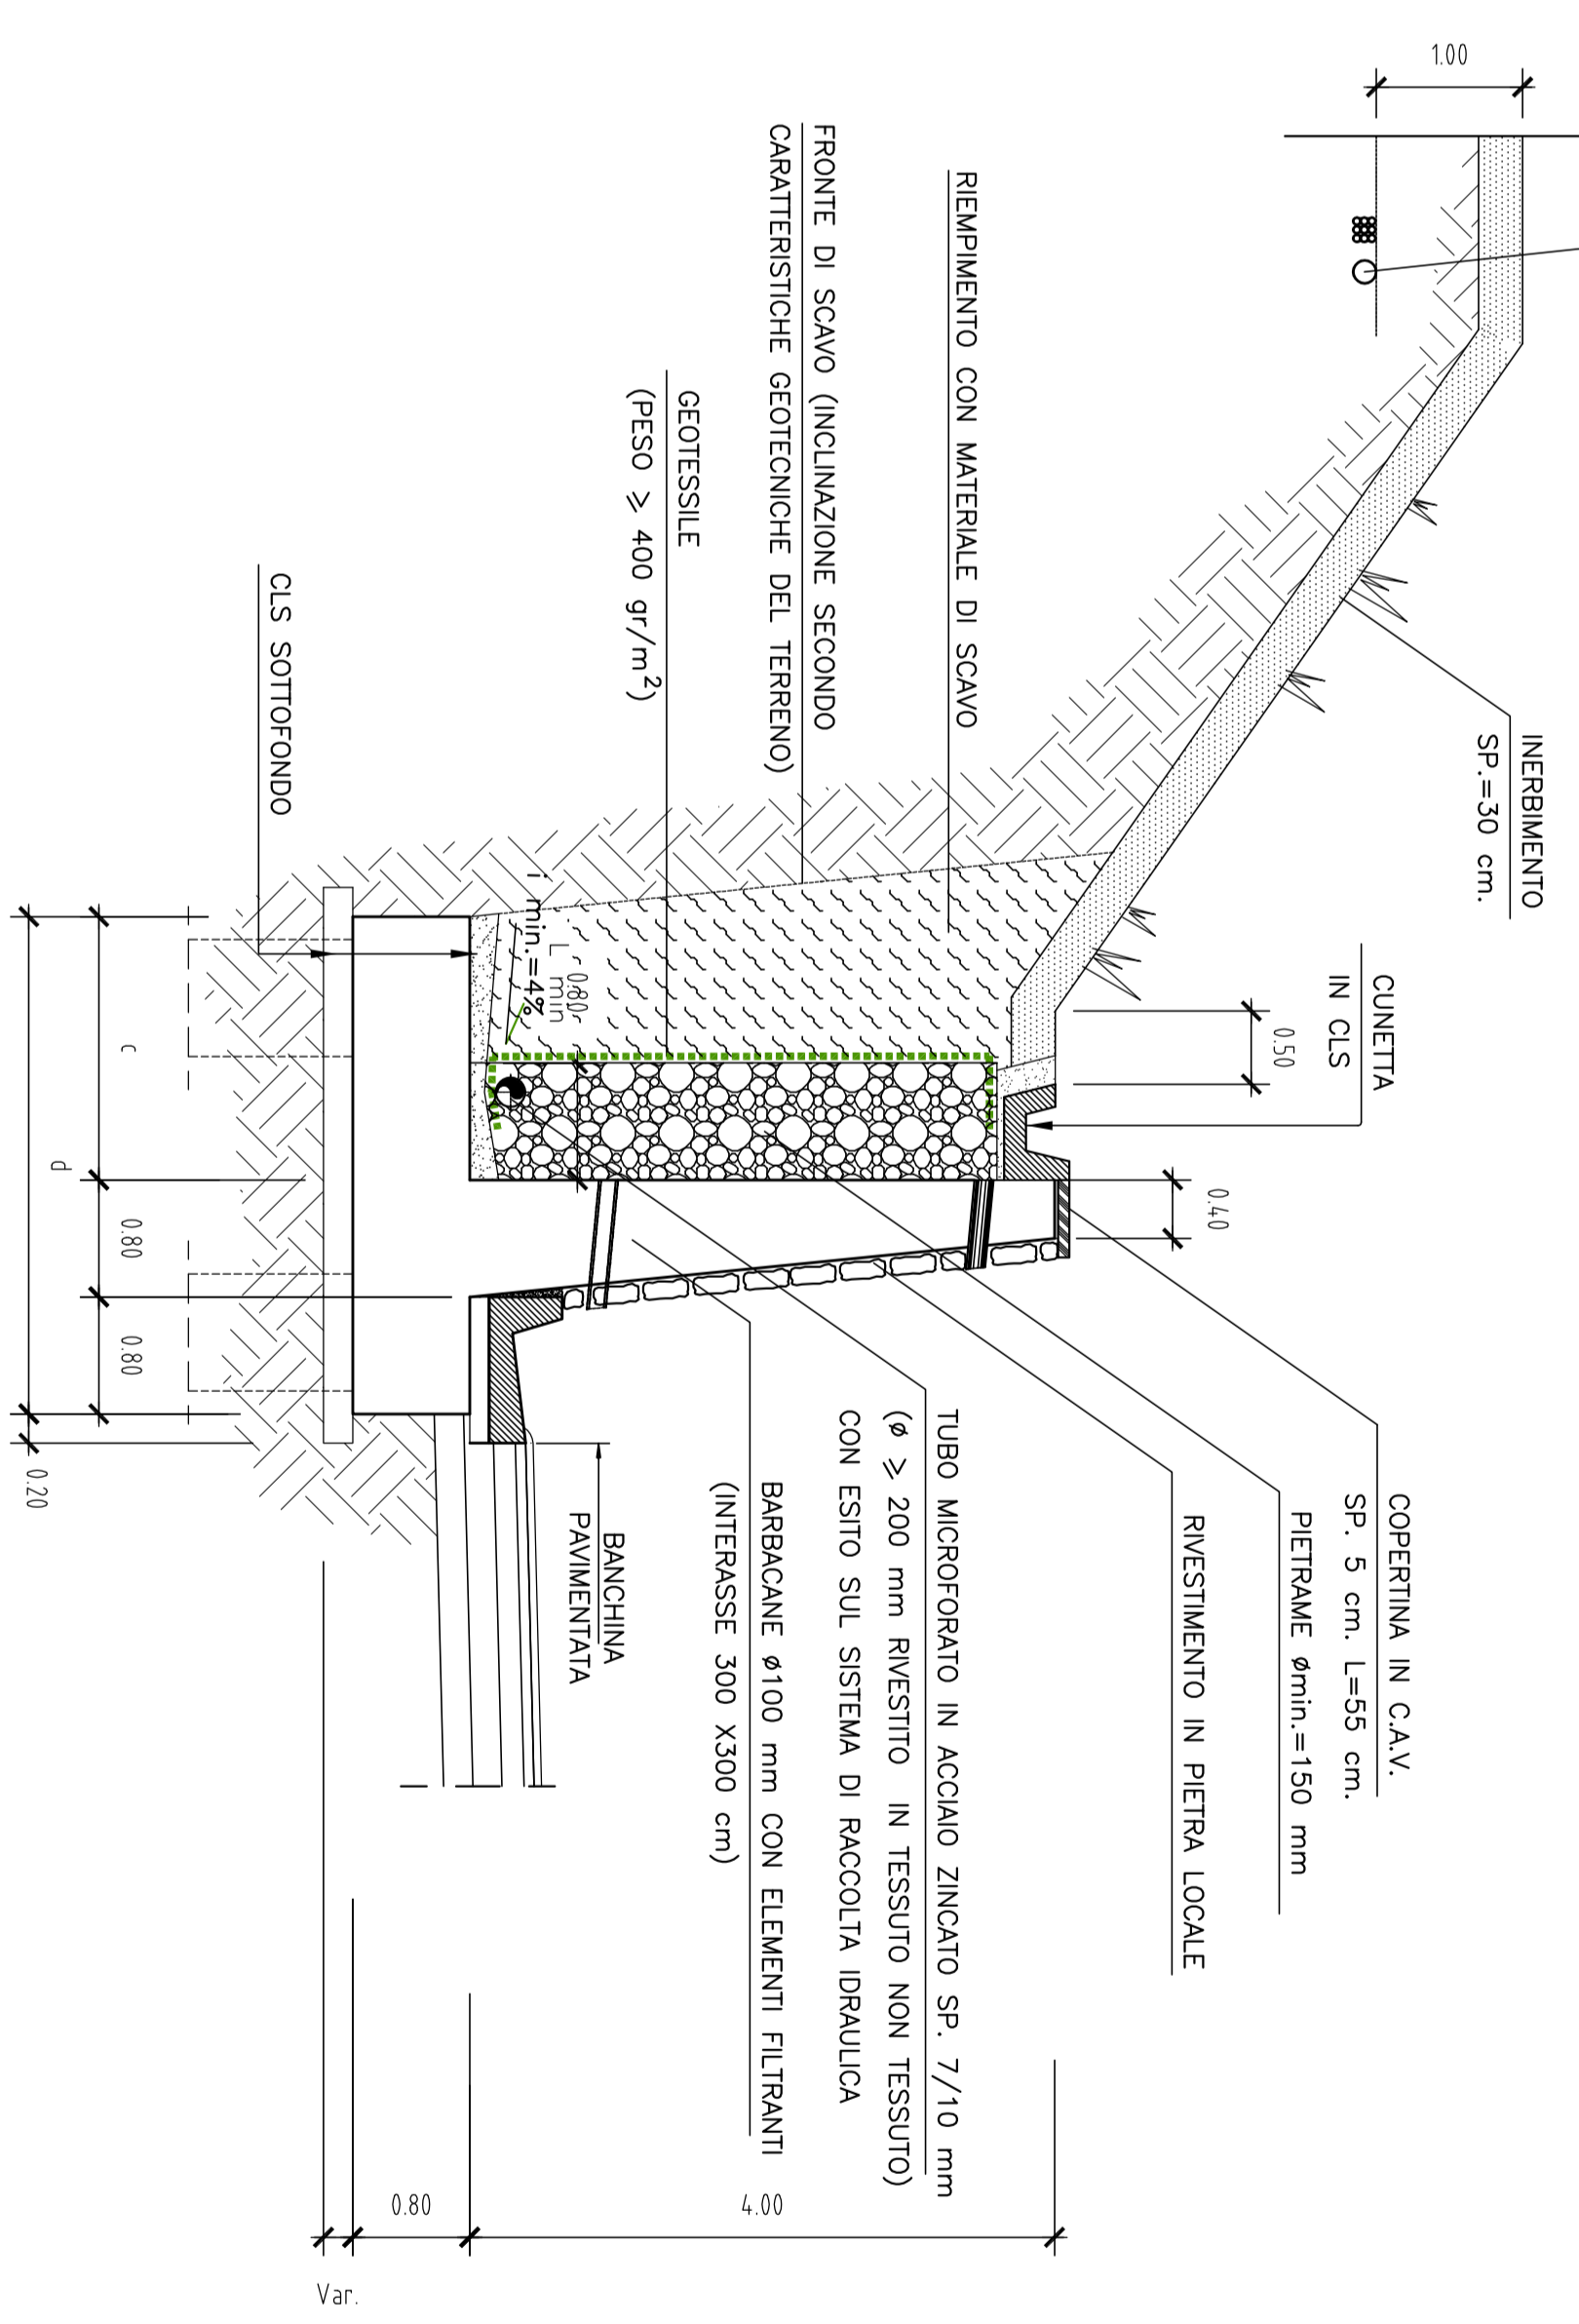 1.00
INERBIMENTO
SP.=30 cm.
CUNETTA
IN CLS
0.50
0.40
COPERTINA IN C.A.V.
SP. 5 cm. L=55 cm.
PIETRAME ømin.=150 mm
RIVESTIMENTO IN PIETRA LOCALE
RIEMPIMENTO CON MATERIALE DI SCAVO
FRONTE DI SCAVO (INCLINAZIONE SECONDO
CARATTERISTICHE GEOTECNICHE DEL TERRENO)
GEOTESSILE
(PESO ⩾ 400 gr/m²)
TUBO MICROFORATO IN ACCIAIO ZINCATO SP. 7/10 mm
(ø ⩾ 200 mm RIVESTITO IN TESSUTO NON TESSUTO)
CON ESITO SUL SISTEMA DI RACCOLTA IDRAULICA
BARBACANE ø100 mm CON ELEMENTI FILTRANTI
(INTERASSE 300 X300 cm)
BANCHINA
PAVIMENTATA
0.80
L min
i min.=4%
CLS SOTTOFONDO
4.00
0.80
Var.
c
0.80
0.80
d
0.20